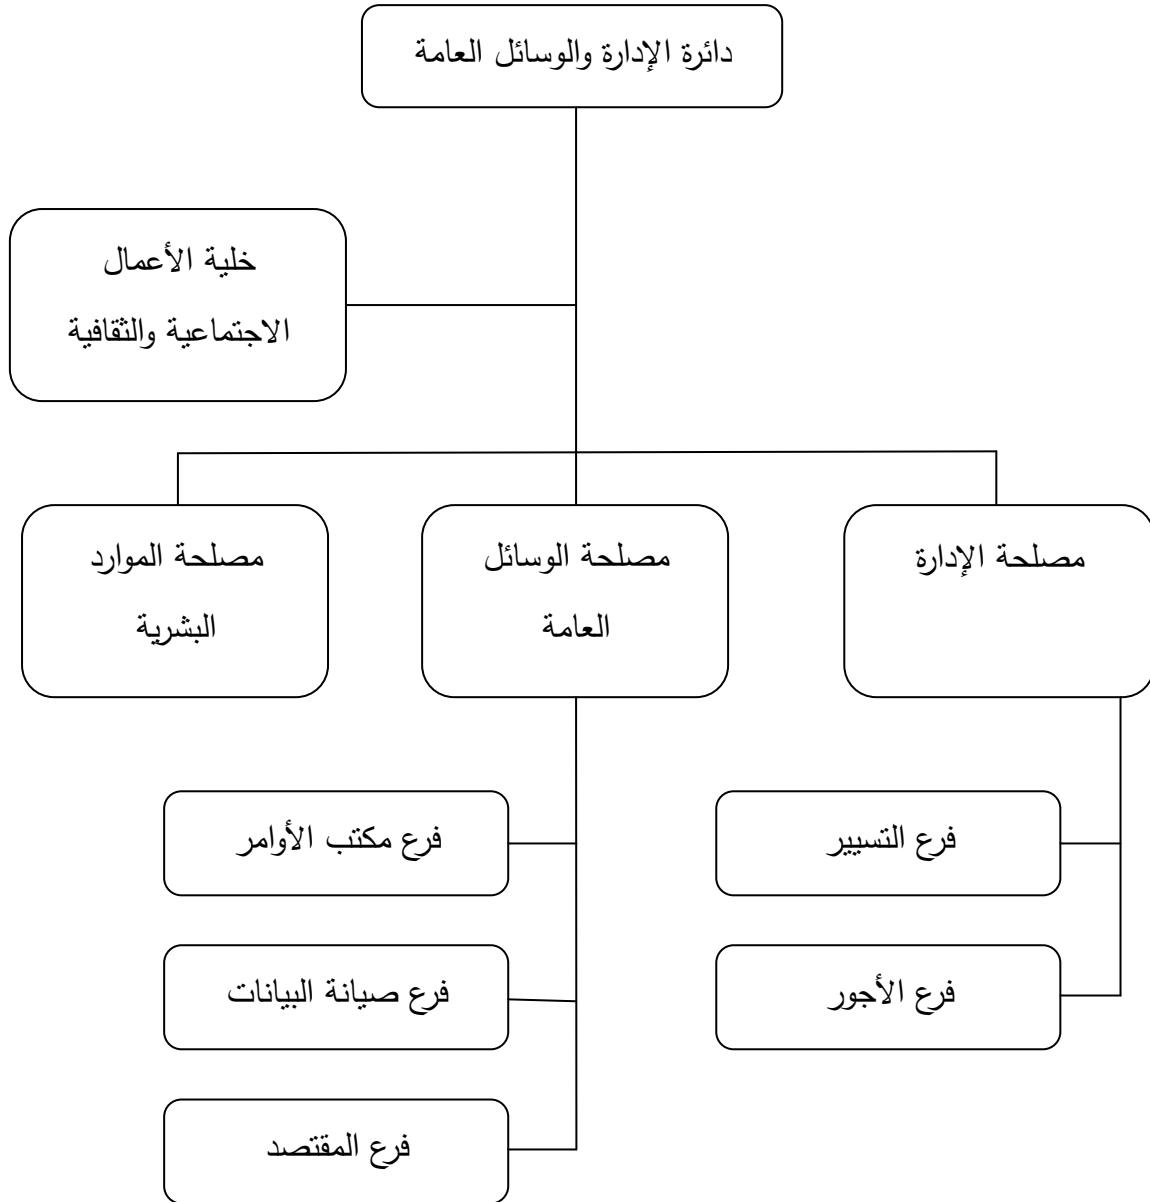 دائرة الإدارة والوسائل العامة
خلية الأعمال
الاجتماعية والثقافية
مصلحة الإدارة
مصلحة الوسائل
العامة
مصلحة الموارد
البشرية
فرع التسيير
فرع الأجور
فرع مكتب الأوامر
فرع صيانة البيانات
فرع المقتصد